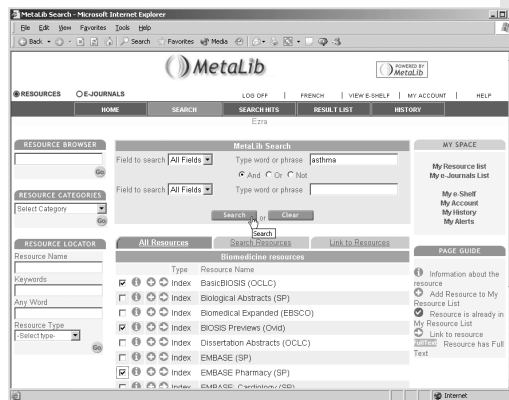 MetaLib Search - Microsoft Internet Explorer
File Edit View Favorites Tools Help
Back Search Favorites Media
MetaLib
POWERED BY
MetaLib
RESOURCES E-JOURNALS LOG OFF | FRENCH | VIEW E-SHELF | MY ACCOUNT | HELP
HOME SEARCH SEARCH HITS RESULT LIST HISTORY
Ezra
RESOURCE BROWSER
Go
RESOURCE CATEGORIES
Select Category
Go
RESOURCE LOCATOR
Resource Name
Keywords
Any Word
Resource Type
-Select type-
Go
MetaLib Search
Field to search All Fields Type word or phrase asthma
And Or Not
Field to search All Fields Type word or phrase
Search or Clear
Search
All Resources Search Resources Link to Resources
Biomedicine resources
Type Resource Name
Index BasicBIOSIS (OCLC)
Index Biological Abstracts (SP)
Index Biomedical Expanded (EBSCO)
Index BIOSIS Previews (Ovid)
Index Dissertation Abstracts (OCLC)
Index EMBASE (SP)
Index EMBASE Pharmacy (SP)
Index EMBASE: Cardiology (SP)
MY SPACE
My Resource list
My e-Journals List
My e-Shelf
My Account
My History
My Alerts
PAGE GUIDE
Information about the
resource
Add Resource to My
Resource List
Resource is already in
My Resource List
Link to resource
FullText Resource has Full
Text
Internet